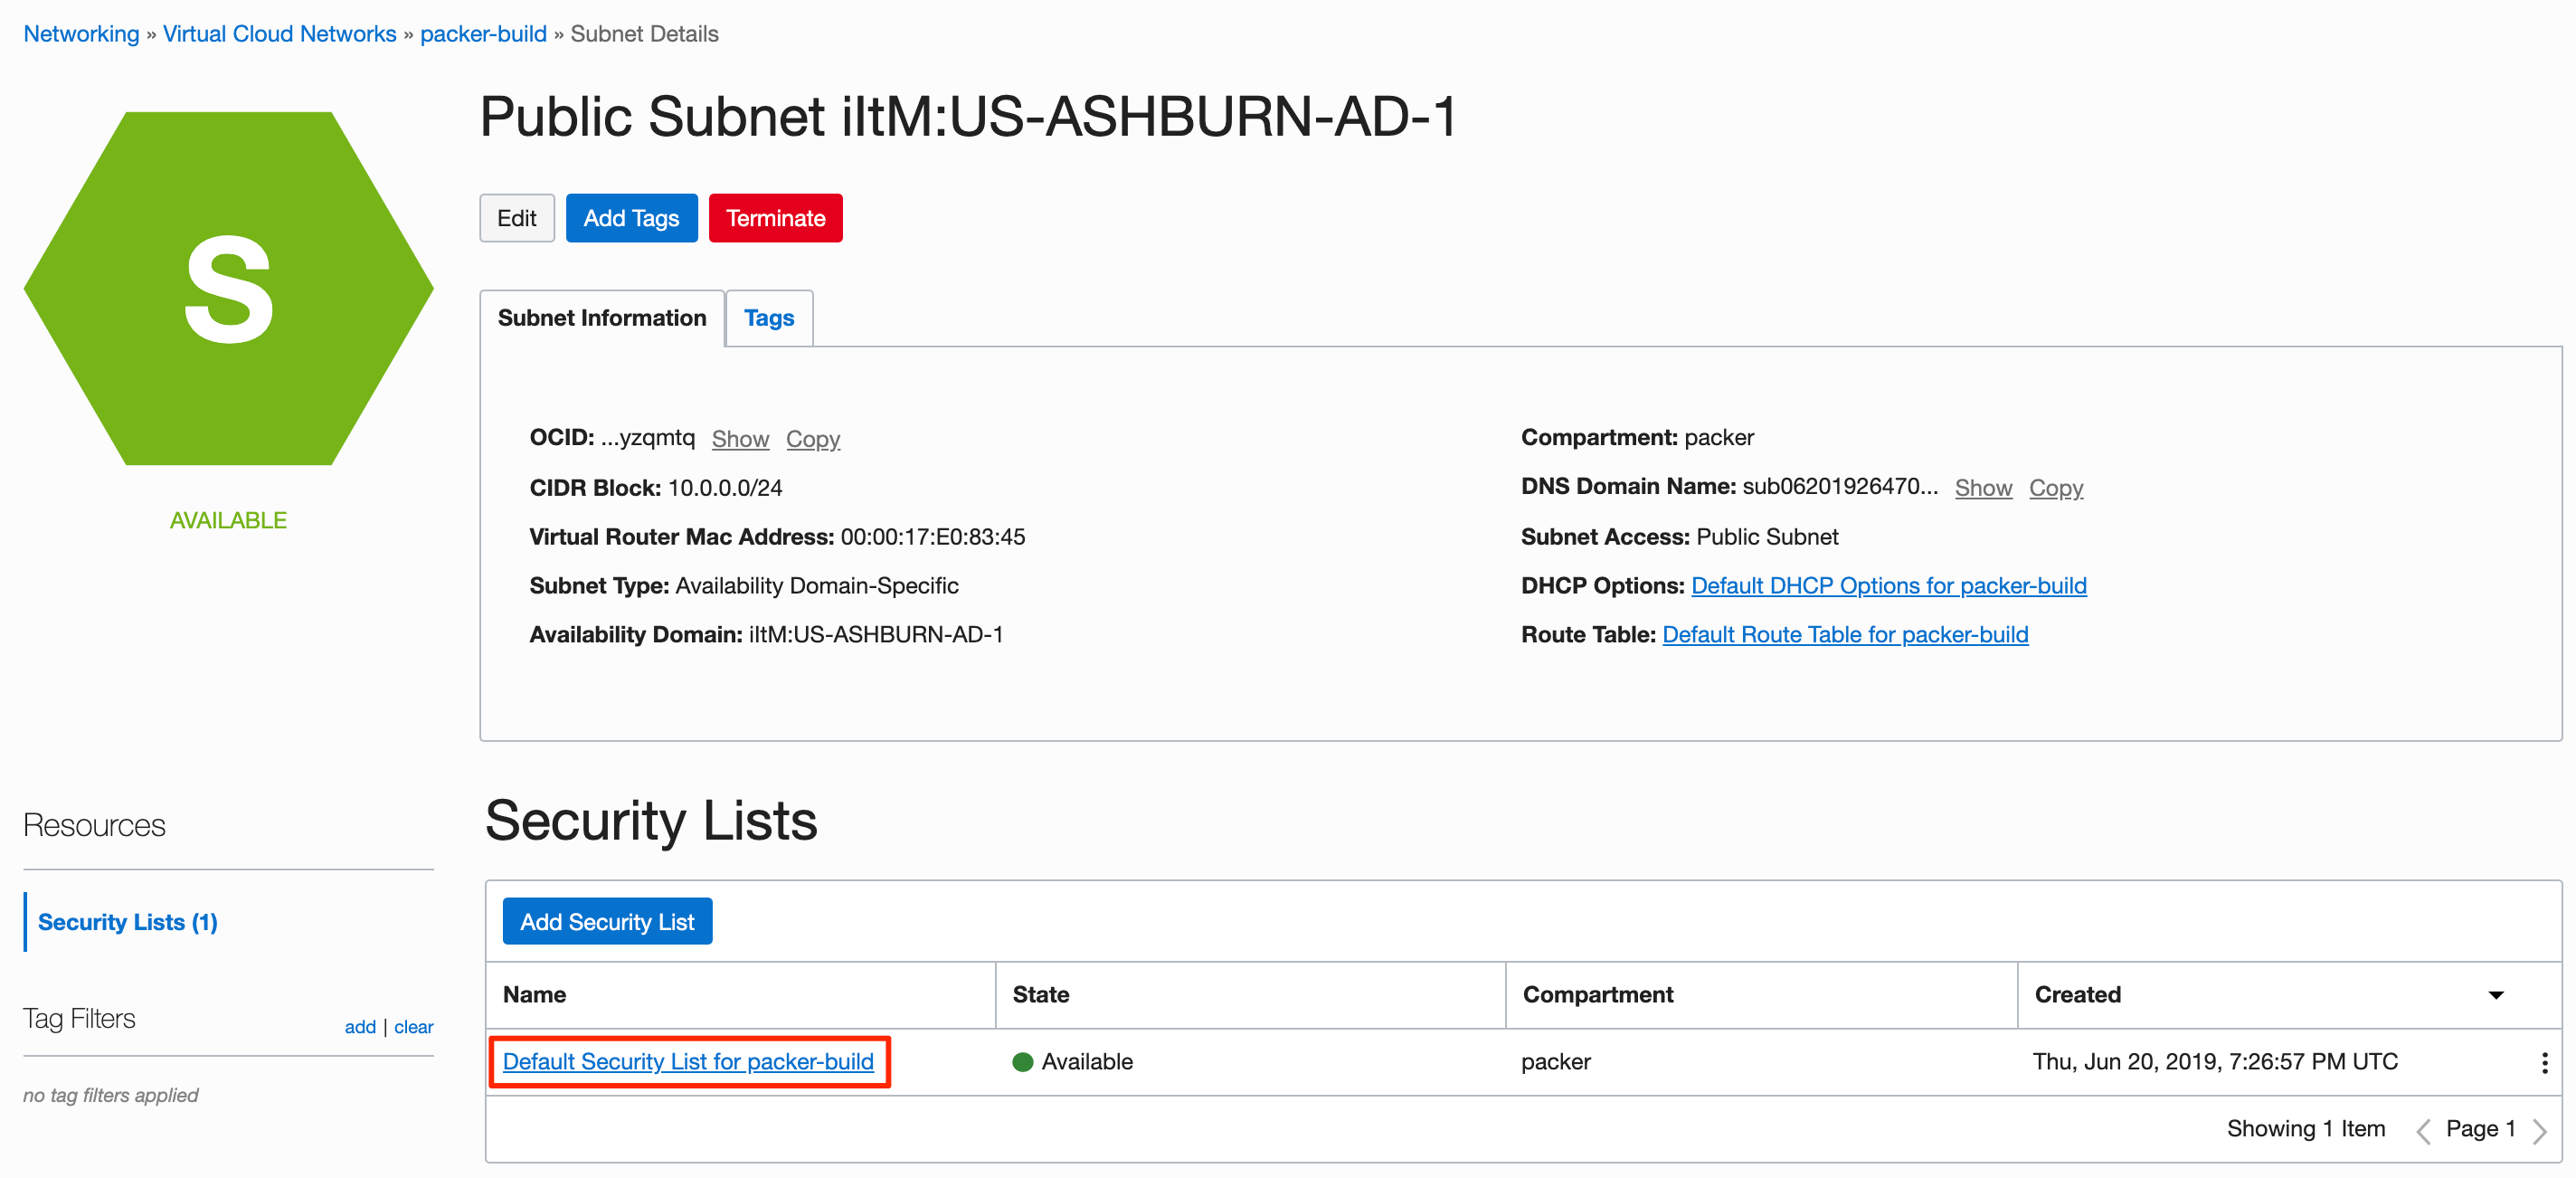 Networking » Virtual Cloud Networks » packer-build » Subnet Details
S
AVAILABLE
Public Subnet iItM:US-ASHBURN-AD-1
Edit Add Tags Terminate
Subnet Information Tags
OCID: ...yzqmtq Show Copy
CIDR Block: 10.0.0.0/24
Virtual Router Mac Address: 00:00:17:E0:83:45
Subnet Type: Availability Domain-Specific
Availability Domain: iItM:US-ASHBURN-AD-1
Compartment: packer
DNS Domain Name: sub06201926470... Show Copy
Subnet Access: Public Subnet
DHCP Options: Default DHCP Options for packer-build
Route Table: Default Route Table for packer-build
Resources
Security Lists (1)
Tag Filters add | clear
no tag filters applied
Security Lists
Add Security List
Name State Compartment Created
Default Security List for packer-build Available packer Thu, Jun 20, 2019, 7:26:57 PM UTC
Showing 1 Item Page 1